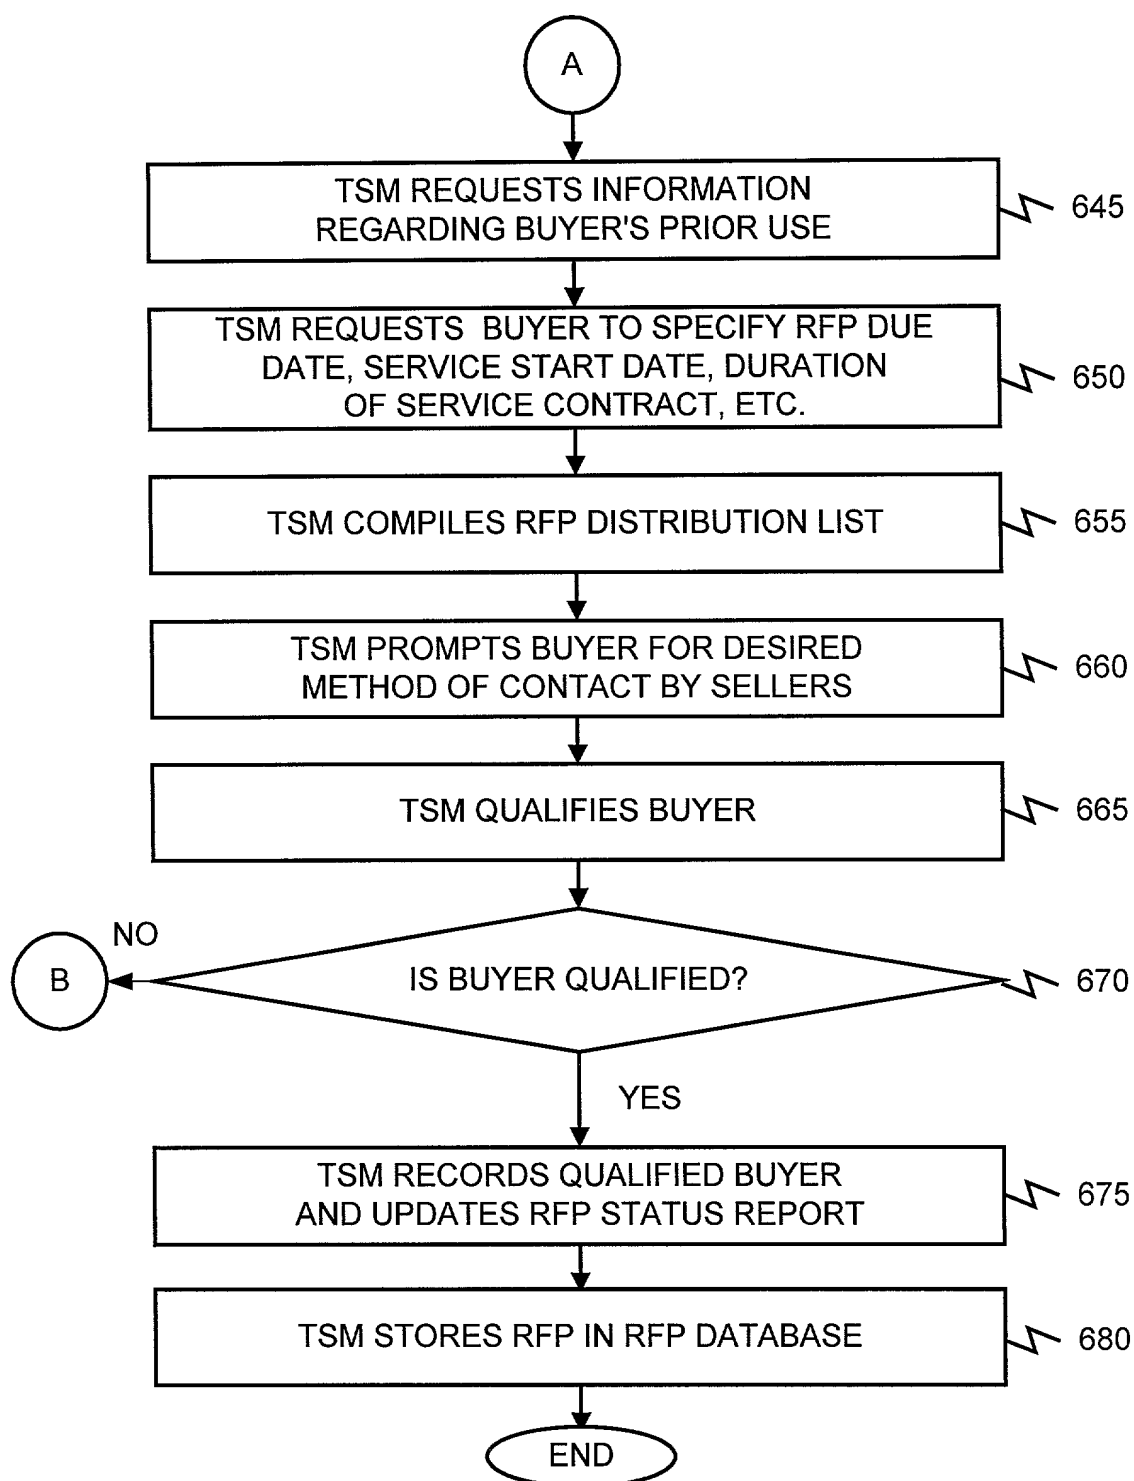 A
TSM REQUESTS INFORMATION
REGARDING BUYER'S PRIOR USE
645
TSM REQUESTS BUYER TO SPECIFY RFP DUE
DATE, SERVICE START DATE, DURATION
OF SERVICE CONTRACT, ETC.
650
TSM COMPILES RFP DISTRIBUTION LIST
655
TSM PROMPTS BUYER FOR DESIRED
METHOD OF CONTACT BY SELLERS
660
TSM QUALIFIES BUYER
665
NO
B
IS BUYER QUALIFIED?
670
YES
TSM RECORDS QUALIFIED BUYER
AND UPDATES RFP STATUS REPORT
675
TSM STORES RFP IN RFP DATABASE
680
END